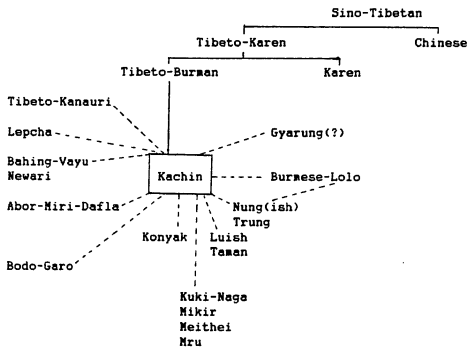 Sino-Tibetan
Tibeto-Karen
Chinese
Tibeto-Burman
Karen
Tibeto-Kanauri
Lepcha
Gyarung(?)
Bahing-Vayu
Newari
Kachin
Burmese-Lolo
Abor-Miri-Dafla
Nung(ish)
Trung
Konyak
Luish
Taman
Bodo-Garo
Kuki-Naga
Mikir
Meithei
Mru